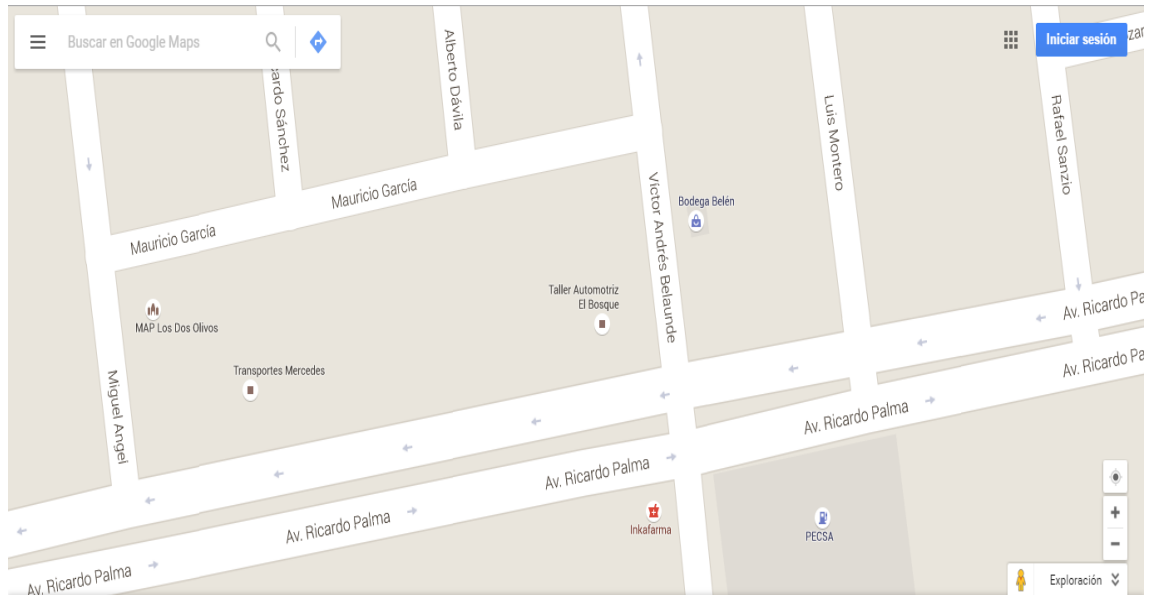 Buscar en Google Maps
Iniciar sesión
Alberto Dávila
ardo Sánchez
Luis Montero
Rafael Sanzio
Mauricio García
Mauricio García
Víctor Andrés Belaunde
Bodega Belén
Taller Automotriz
El Bosque
MAP Los Dos Olivos
Transportes Mercedes
Miguel Angel
Av. Ricardo Pa
Av. Ricardo Pa
Av. Ricardo Palma
Av. Ricardo Palma
Av. Ricardo Palma
Av. Ricardo Palma
Inkafarma
PECSA
Exploración